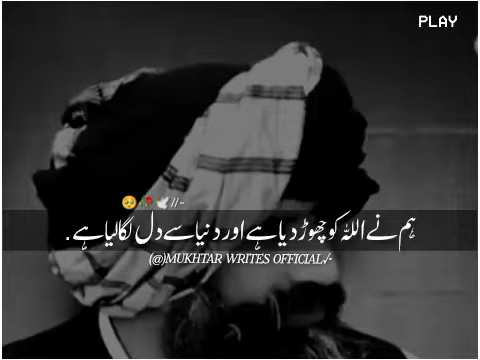 PLAY
🥺🥀🕊️//~
ہم نے اللہ کو چھوڑ دیا ہے اور دنیا سے دل لگا لیا ہے .
(@)MUKHTAR WRITES OFFICIAL√·